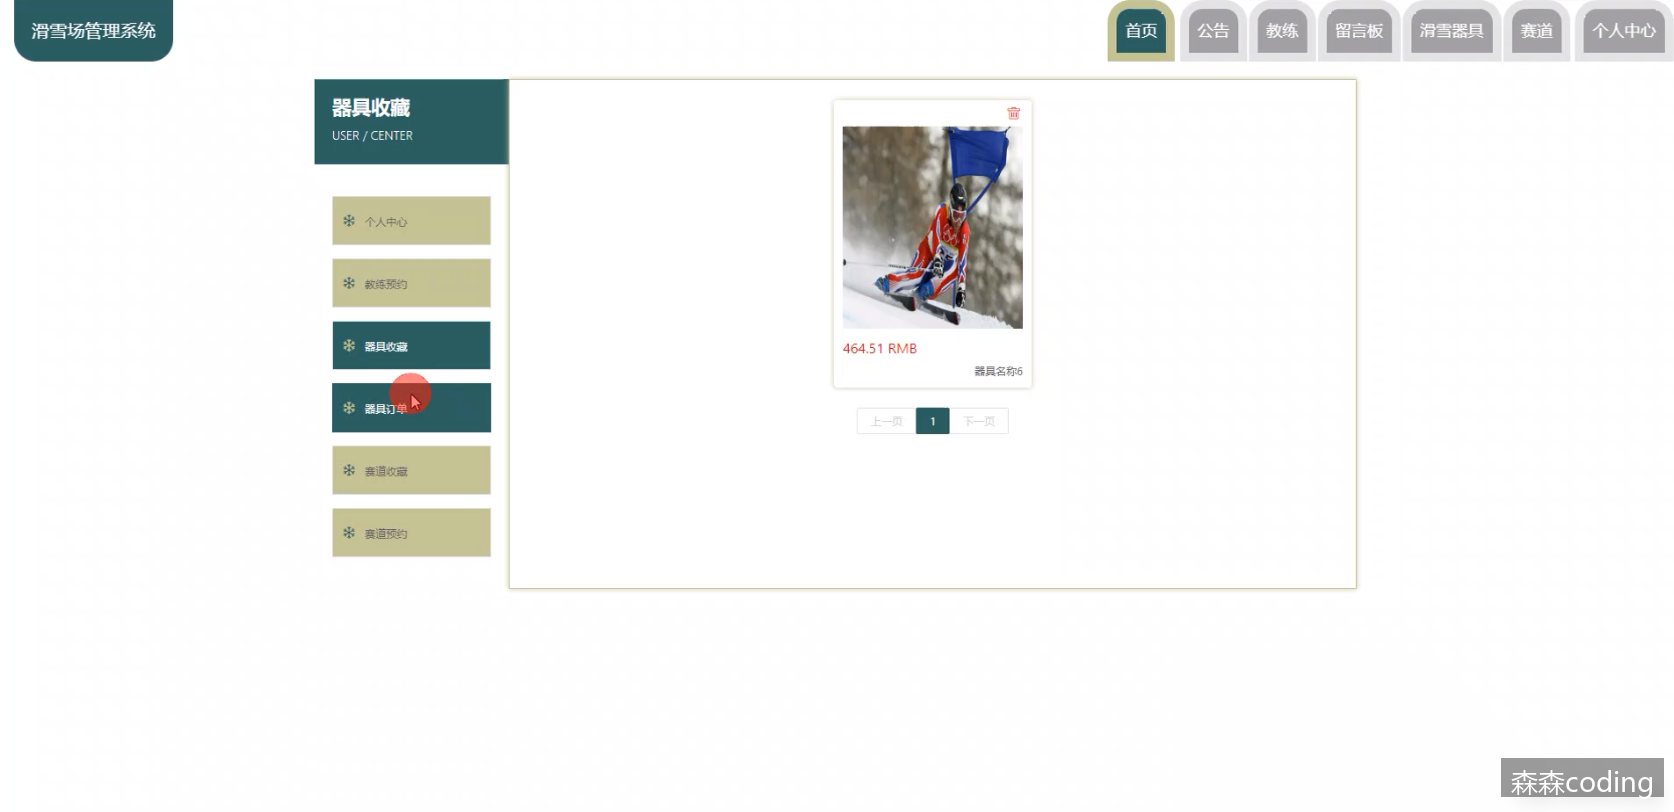 滑雪场管理系统
首页
公告
教练
留言板
滑雪器具
赛道
个人中心
器具收藏
USER / CENTER
个人中心
教练预约
器具收藏
器具订单
赛道收藏
赛道预约
464.51 RMB
器具名称6
上一页
1
下一页
森森coding